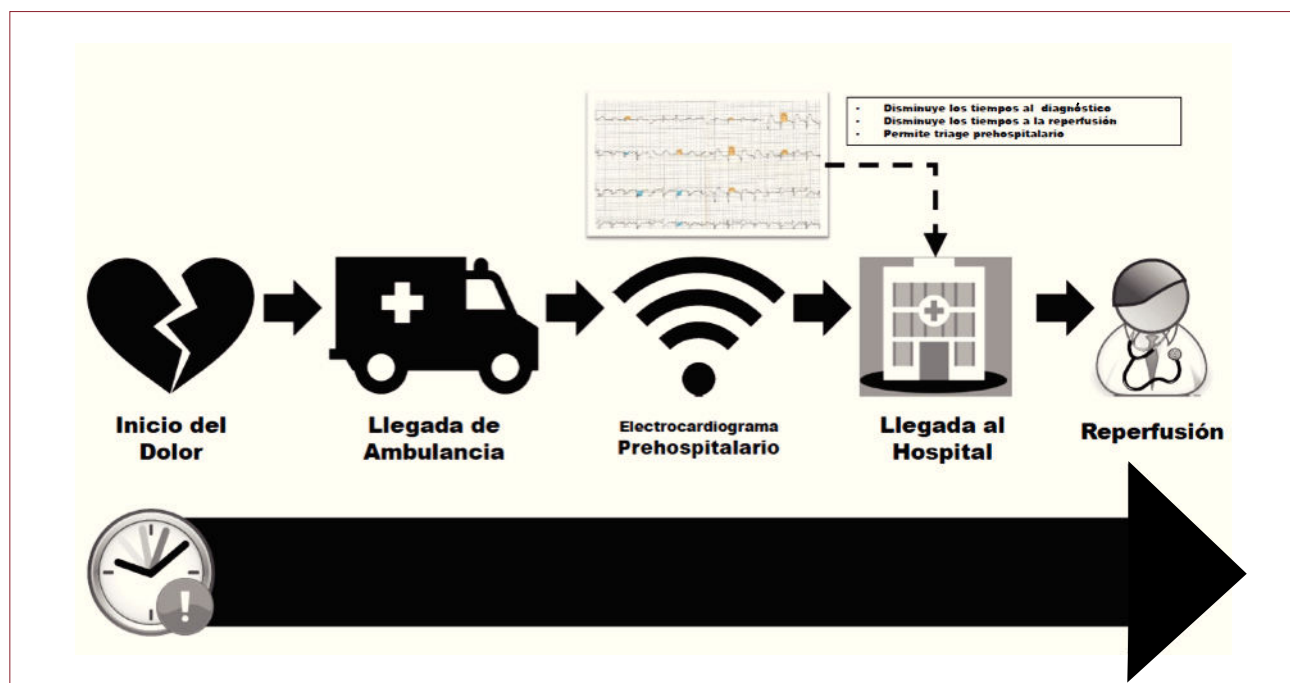 - Disminuye los tiempos al diagnóstico
- Disminuye los tiempos a la reperfusión
- Permite triage prehospitalario
Inicio del
Dolor
Llegada de
Ambulancia
Electrocardiograma
Prehospitalario
Llegada al
Hospital
Reperfusión
!